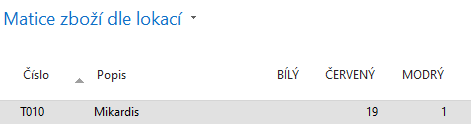 Matice zboží dle lokací
Číslo Popis BÍLÝ ČERVENÝ MODRÝ
T010 Mikardis 19 1